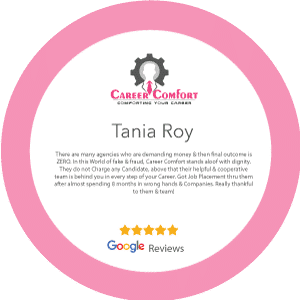 CAREER COMFORT
COMFORTING YOUR CAREER
Tania Roy
There are many agencies who are demanding money & then final outcome is
ZERO. In this World of fake & fraud, Career Comfort stands aloof with dignity.
They do not Charge any Candidate, above that their helpful & cooperative
team is behind you in every step of your Career. Got Job Placement thru them
after almost spending 8 months in wrong hands & Companies. Really thankful
to them & team!
Google Reviews